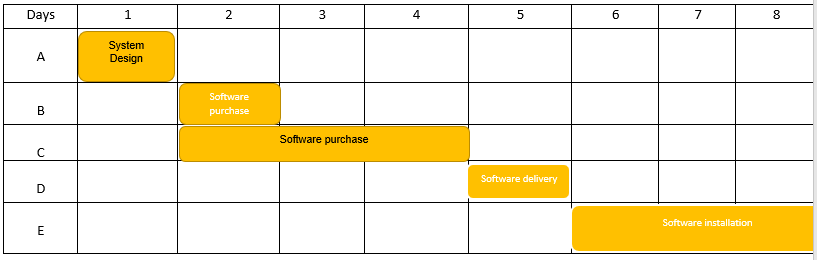 Days 1 2 3 4 5 6 7 8
A System
Design
B Software
purchase
C Software purchase
D Software delivery
E Software installation